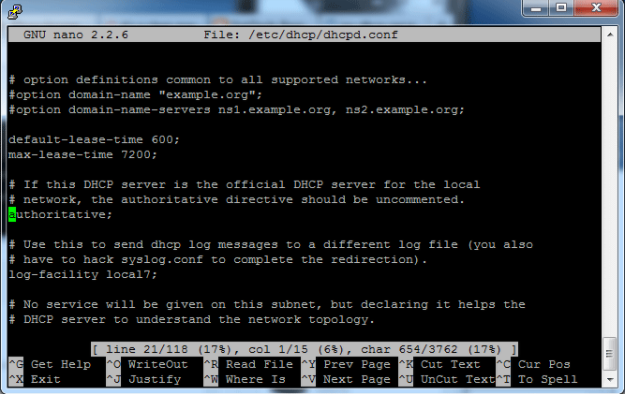 GNU nano 2.2.6 File: /etc/dhcp/dhcpd.conf
# option definitions common to all supported networks...
#option domain-name "example.org";
#option domain-name-servers ns1.example.org, ns2.example.org;
default-lease-time 600;
max-lease-time 7200;
# If this DHCP server is the official DHCP server for the local
# network, the authoritative directive should be uncommented.
authoritative;
# Use this to send dhcp log messages to a different log file (you also
# have to hack syslog.conf to complete the redirection).
log-facility local7;
# No service will be given on this subnet, but declaring it helps the
# DHCP server to understand the network topology.
[ line 21/118 (17%), col 1/15 (6%), char 654/3762 (17%) ]
^G Get Help ^O WriteOut ^R Read File ^Y Prev Page ^K Cut Text ^C Cur Pos
^X Exit ^J Justify ^W Where Is ^V Next Page ^U UnCut Text ^T To Spell